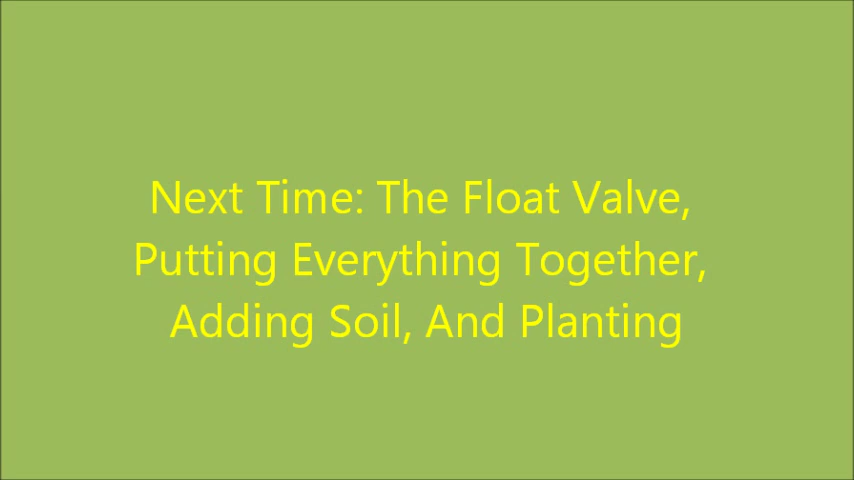 Next Time: The Float Valve,
Putting Everything Together,
Adding Soil, And Planting